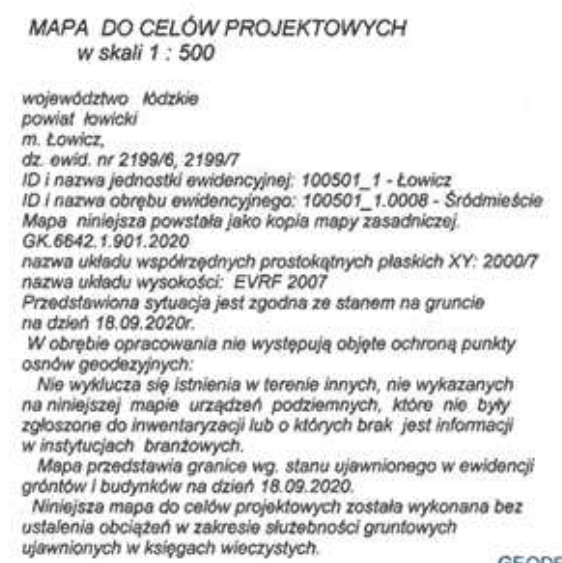 MAPA DO CELÓW PROJEKTOWYCH
w skali 1 : 500
województwo łódzkie
powiat łowicki
m. Łowicz,
dz. ewid. nr 2199/6, 2199/7
ID i nazwa jednostki ewidencyjnej: 100501_1 - Łowicz
ID i nazwa obrębu ewidencyjnego: 100501_1.0008 - Śródmieście
Mapa niniejsza powstała jako kopia mapy zasadniczej.
GK.6642.1.901.2020
nazwa układu współrzędnych prostokątnych płaskich XY: 2000/7
nazwa układu wysokości: EVRF 2007
Przedstawiona sytuacja jest zgodna ze stanem na gruncie
na dzień 18.09.2020r.
W obrębie opracowania nie występują objęte ochroną punkty
osnów geodezyjnych:
Nie wyklucza się istnienia w terenie innych, nie wykazanych
na niniejszej mapie urządzeń podziemnych, które nie były
zgłoszone do inwentaryzacji lub o których brak jest informacji
w instytucjach branżowych.
Mapa przedstawia granice wg. stanu ujawnionego w ewidencji
gróntów i budynków na dzień 18.09.2020.
Niniejsza mapa do celów projektowych została wykonana bez
ustalenia obciążeń w zakresie służebności gruntowych
ujawnionych w księgach wieczystych.